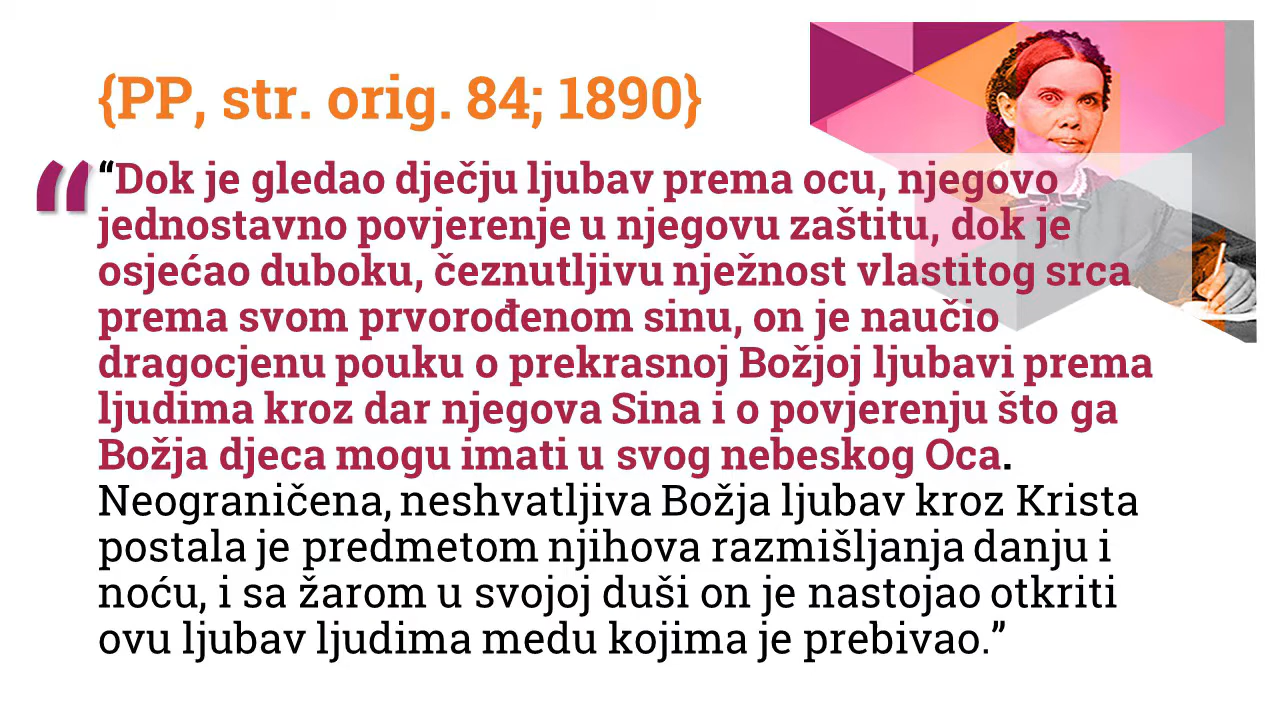 {PP, str. orig. 84; 1890}
“Dok je gledao dječju ljubav prema ocu, njegovo
jednostavno povjerenje u njegovu zaštitu, dok je
osjećao duboku, čeznutljivu nježnost vlastitog srca
prema svom prvorođenom sinu, on je naučio
dragocjenu pouku o prekrasnoj Božjoj ljubavi prema
ljudima kroz dar njegova Sina i o povjerenju što ga
Božja djeca mogu imati u svog nebeskog Oca.
Neograničena, neshvatljiva Božja ljubav kroz Krista
postala je predmetom njihova razmišljanja danju i
noću, i sa žarom u svojoj duši on je nastojao otkriti
ovu ljubav ljudima medu kojima je prebivao.”